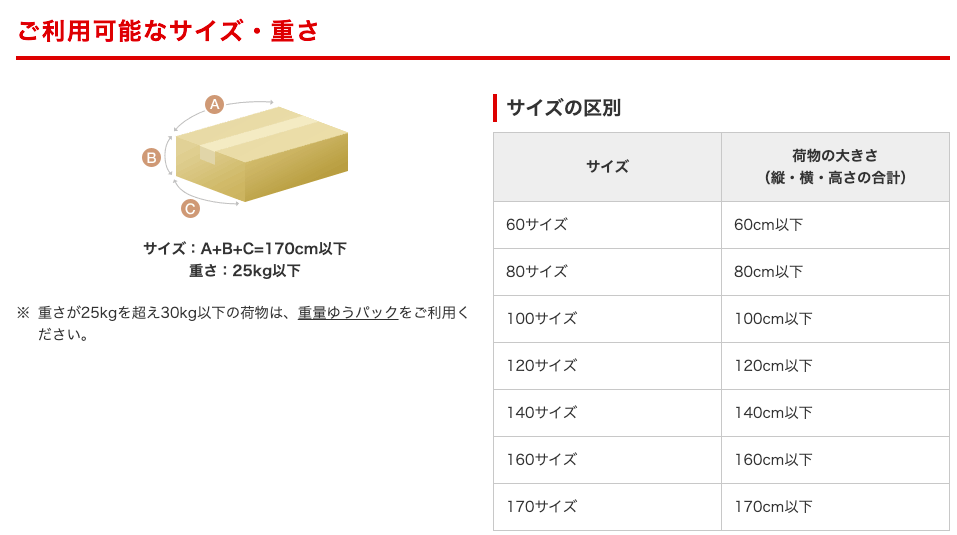 ご利用可能なサイズ・重さ
A
B
C
サイズ：A+B+C=170cm以下
重さ：25kg以下
※ 重さが25kgを超え30kg以下の荷物は、重量ゆうパックをご利用く
ださい。
サイズの区別
サイズ
荷物の大きさ
（縦・横・高さの合計）
60サイズ 60cm以下
80サイズ 80cm以下
100サイズ 100cm以下
120サイズ 120cm以下
140サイズ 140cm以下
160サイズ 160cm以下
170サイズ 170cm以下